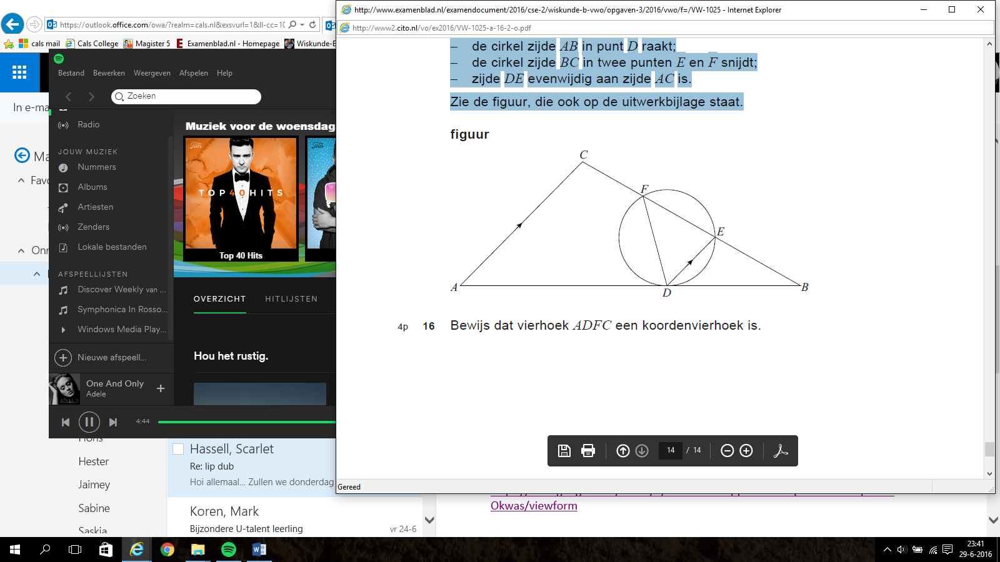 http://www.examenblad.nl/examendocument/2016/cse-2/wiskunde-b-vwo/opgaven-3/2016/vwo/f=/VW-1025 - Internet Explorer
http://www2.cito.nl/vo/ex2016/VW-1025-a-16-2-o.pdf
https://outlook.office.com/owa/?realm=cals.nl&exsvurl=1&ll-cc=10
cals mail
Cals College
Magister 5
Examenblad.nl - Homepage
Wiskunde-B
In e-ma
Ma
Favo
Onr
Bestand
Bewerken
Weergeven
Afspelen
Help
Zoeken
Radio
JOUW MUZIEK
Nummers
Albums
Artiesten
Zenders
Lokale bestanden
AFSPEELLIJSTEN
Discover Weekly van ...
Symphonica In Rosso...
Windows Media Play...
Nieuwe afspeell...
One And Only
Adele
4:44
Muziek voor de woensdag
Filtr
TOP 40 HITS
Top 40 Hits
OVERZICHT
HITLIJSTEN
Hou het rustig.
– de cirkel zijde AB in punt D raakt;
– de cirkel zijde BC in twee punten E en F snijdt;
– zijde DE evenwijdig aan zijde AC is.
Zie de figuur, die ook op de uitwerkbijlage staat.
figuur
C
F
E
A
D
B
4p 16 Bewijs dat vierhoek ADFC een koordenvierhoek is.
14 / 14
Gereed
Okwas/viewform
Hester
Jaimey
Sabine
Saskia
Hassell, Scarlet
Re: lip dub
Hoi allemaal... Zullen we donderdag
Koren, Mark
Bijzondere U-talent leerling
vr 24-6
23:41
29-6-2016